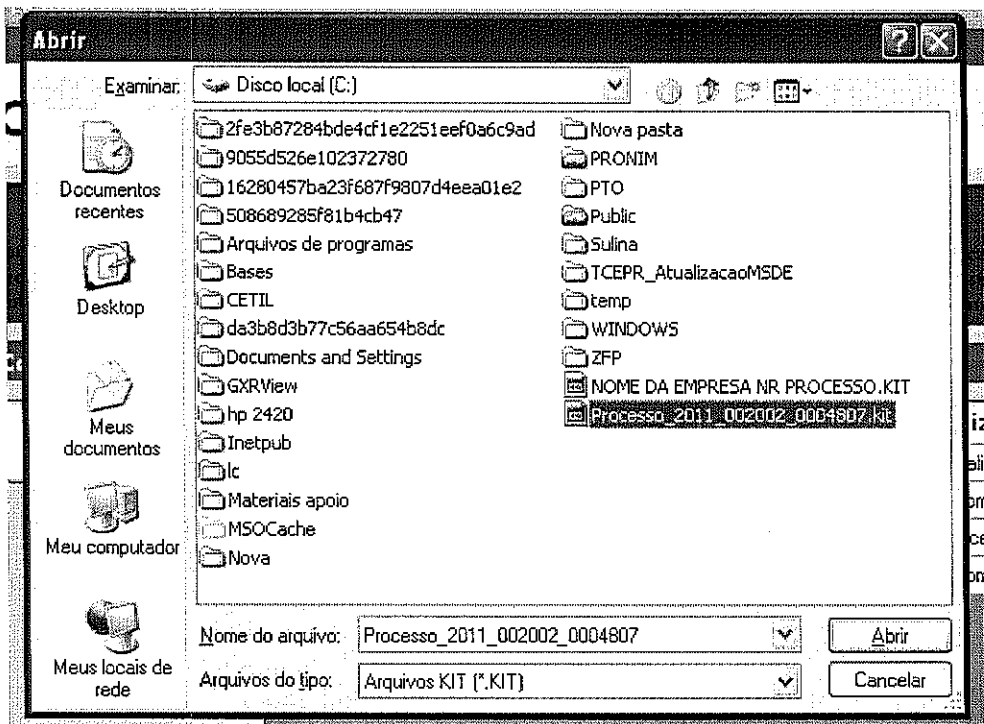 Abrir
Examinar: Disco local (C:)
Documentos recentes
Desktop
Meus documentos
Meu computador
Meus locais de rede
2fe3b87284bde4cf1e2251eef0a6c9ad
9055d526e102372780
16280457ba23f687f9807d4eea01e2
508689285f81b4cb47
Arquivos de programas
Bases
CETIL
da3b8d3b77c56aa654b8dc
Documents and Settings
GXRView
hp 2420
Inetpub
lc
Materiais apoio
MSOCache
Nova
Nova pasta
PRONIM
PTO
Public
Sulina
TCEPR_AtualizacaoMSDE
temp
WINDOWS
ZFP
NOME DA EMPRESA NR PROCESSO.KIT
Processo_2011_002002_0004807.kit
Nome do arquivo: Processo_2011_002002_0004807
Abrir
Arquivos do tipo: Arquivos KIT (*.KIT)
Cancelar